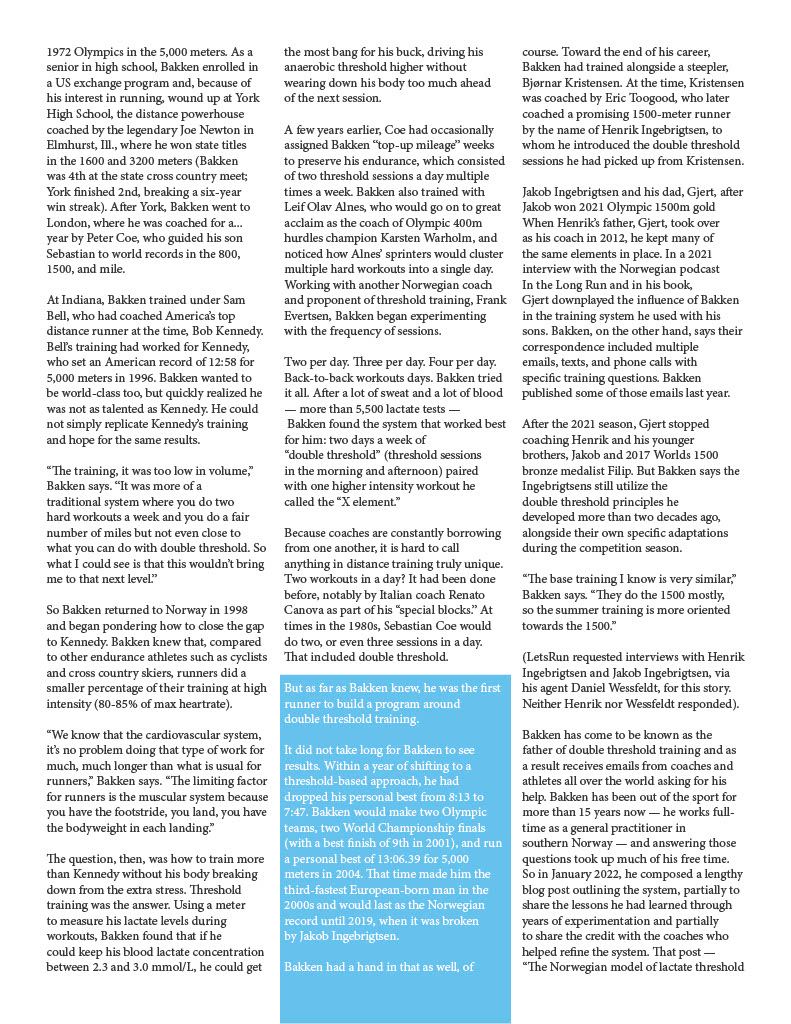 1972 Olympics in the 5,000 meters. As a
senior in high school, Bakken enrolled in
a US exchange program and, because of
his interest in running, wound up at York
High School, the distance powerhouse
coached by the legendary Joe Newton in
Elmhurst, Ill., where he won state titles
in the 1600 and 3200 meters (Bakken
was 4th at the state cross country meet;
York finished 2nd, breaking a six-year
win streak). After York, Bakken went to
London, where he was coached for a...
year by Peter Coe, who guided his son
Sebastian to world records in the 800,
1500, and mile.

At Indiana, Bakken trained under Sam
Bell, who had coached America's top
distance runner at the time, Bob Kennedy.
Bell's training had worked for Kennedy,
who set an American record of 12:58 for
5,000 meters in 1996. Bakken wanted to
be world-class too, but quickly realized he
was not as talented as Kennedy. He could
not simply replicate Kennedy's training
and hope for the same results.

“The training, it was too low in volume,”
Bakken says. “It was more of a
traditional system where you do two
hard workouts a week and you do a fair
number of miles but not even close to
what you can do with double threshold. So
what I could see is that this wouldn't bring
me to that next level.”

So Bakken returned to Norway in 1998
and began pondering how to close the gap
to Kennedy. Bakken knew that, compared
to other endurance athletes such as cyclists
and cross country skiers, runners did a
smaller percentage of their training at high
intensity (80-85% of max heartrate).

“We know that the cardiovascular system,
it's no problem doing that type of work for
much, much longer than what is usual for
runners,” Bakken says. “The limiting factor
for runners is the muscular system because
you have the footstride, you land, you have
the bodyweight in each landing.”

The question, then, was how to train more
than Kennedy without his body breaking
down from the extra stress. Threshold
training was the answer. Using a meter
to measure his lactate levels during
workouts, Bakken found that if he
could keep his blood lactate concentration
between 2.3 and 3.0 mmol/L, he could get
the most bang for his buck, driving his
anaerobic threshold higher without
wearing down his body too much ahead
of the next session.

A few years earlier, Coe had occasionally
assigned Bakken “top-up mileage” weeks
to preserve his endurance, which consisted
of two threshold sessions a day multiple
times a week. Bakken also trained with
Leif Olav Alnes, who would go on to great
acclaim as the coach of Olympic 400m
hurdles champion Karsten Warholm, and
noticed how Alnes' sprinters would cluster
multiple hard workouts into a single day.
Working with another Norwegian coach
and proponent of threshold training, Frank
Evertsen, Bakken began experimenting
with the frequency of sessions.

Two per day. Three per day. Four per day.
Back-to-back workouts days. Bakken tried
it all. After a lot of sweat and a lot of blood
— more than 5,500 lactate tests —
Bakken found the system that worked best
for him: two days a week of
“double threshold” (threshold sessions
in the morning and afternoon) paired
with one higher intensity workout he
called the “X element.”

Because coaches are constantly borrowing
from one another, it is hard to call
anything in distance training truly unique.
Two workouts in a day? It had been done
before, notably by Italian coach Renato
Canova as part of his “special blocks.” At
times in the 1980s, Sebastian Coe would
do two, or even three sessions in a day.
That included double threshold.

But as far as Bakken knew, he was the first
runner to build a program around
double threshold training.

It did not take long for Bakken to see
results. Within a year of shifting to a
threshold-based approach, he had
dropped his personal best from 8:13 to
7:47. Bakken would make two Olympic
teams, two World Championship finals
(with a best finish of 9th in 2001), and run
a personal best of 13:06.39 for 5,000
meters in 2004. That time made him the
third-fastest European-born man in the
2000s and would last as the Norwegian
record until 2019, when it was broken
by Jakob Ingebrigtsen.

Bakken had a hand in that as well, of
course. Toward the end of his career,
Bakken had trained alongside a steepler,
Bjørnar Kristensen. At the time, Kristensen
was coached by Eric Toogood, who later
coached a promising 1500-meter runner
by the name of Henrik Ingebrigtsen, to
whom he introduced the double threshold
sessions he had picked up from Kristensen.

Jakob Ingebrigtsen and his dad, Gjert, after
Jakob won 2021 Olympic 1500m gold
When Henrik's father, Gjert, took over
as his coach in 2012, he kept many of
the same elements in place. In a 2021
interview with the Norwegian podcast
In the Long Run and in his book,
Gjert downplayed the influence of Bakken
in the training system he used with his
sons. Bakken, on the other hand, says their
correspondence included multiple
emails, texts, and phone calls with
specific training questions. Bakken
published some of those emails last year.

After the 2021 season, Gjert stopped
coaching Henrik and his younger
brothers, Jakob and 2017 Worlds 1500
bronze medalist Filip. But Bakken says the
Ingebrigtsens still utilize the
double threshold principles he
developed more than two decades ago,
alongside their own specific adaptations
during the competition season.

“The base training I know is very similar,”
Bakken says. “They do the 1500 mostly,
so the summer training is more oriented
towards the 1500.”

(LetsRun requested interviews with Henrik
Ingebrigtsen and Jakob Ingebrigtsen, via
his agent Daniel Wessfeldt, for this story.
Neither Henrik nor Wessfeldt responded).

Bakken has come to be known as the
father of double threshold training and as
a result receives emails from coaches and
athletes all over the world asking for his
help. Bakken has been out of the sport for
more than 15 years now — he works full-
time as a general practitioner in
southern Norway — and answering those
questions took up much of his free time.
So in January 2022, he composed a lengthy
blog post outlining the system, partially to
share the lessons he had learned through
years of experimentation and partially
to share the credit with the coaches who
helped refine the system. That post —
“The Norwegian model of lactate threshold